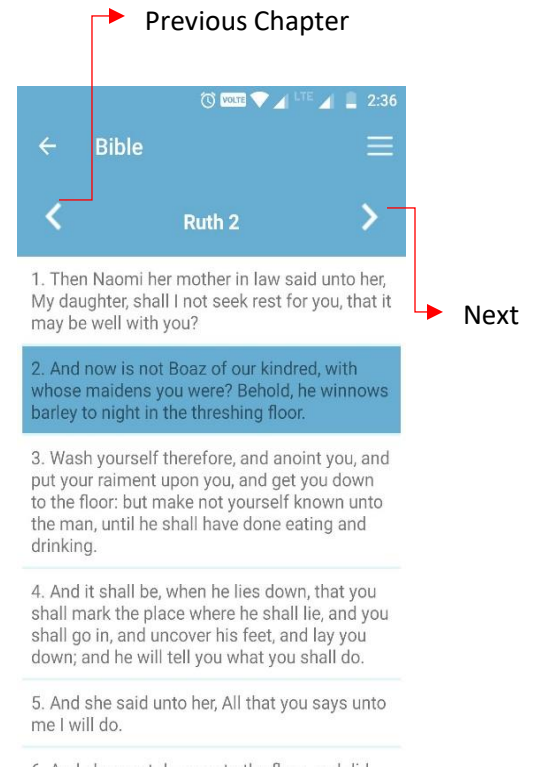 Previous Chapter
VOLTE LTE 2:36
Bible
Ruth 2
1. Then Naomi her mother in law said unto her,
My daughter, shall I not seek rest for you, that it
may be well with you?
Next
2. And now is not Boaz of our kindred, with
whose maidens you were? Behold, he winnows
barley to night in the threshing floor.
3. Wash yourself therefore, and anoint you, and
put your raiment upon you, and get you down
to the floor: but make not yourself known unto
the man, until he shall have done eating and
drinking.
4. And it shall be, when he lies down, that you
shall mark the place where he shall lie, and you
shall go in, and uncover his feet, and lay you
down; and he will tell you what you shall do.
5. And she said unto her, All that you says unto
me I will do.